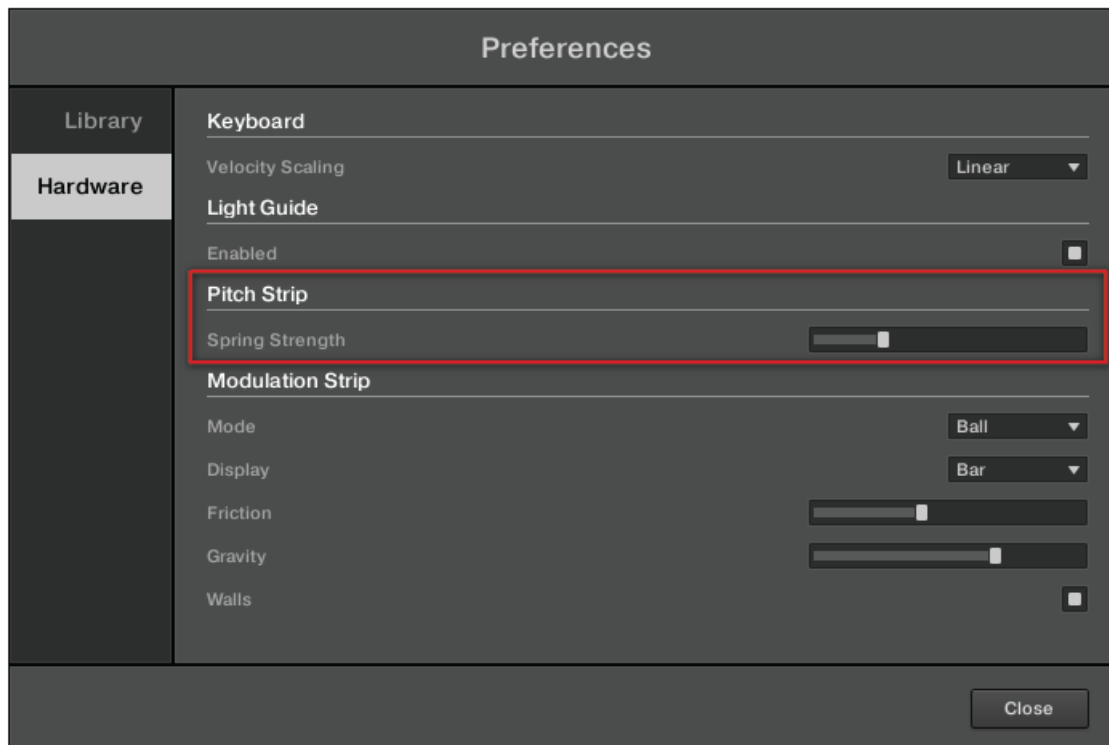 Preferences
Library
Hardware
Keyboard
Velocity Scaling Linear
Light Guide
Enabled
Pitch Strip
Spring Strength
Modulation Strip
Mode Ball
Display Bar
Friction
Gravity
Walls
Close